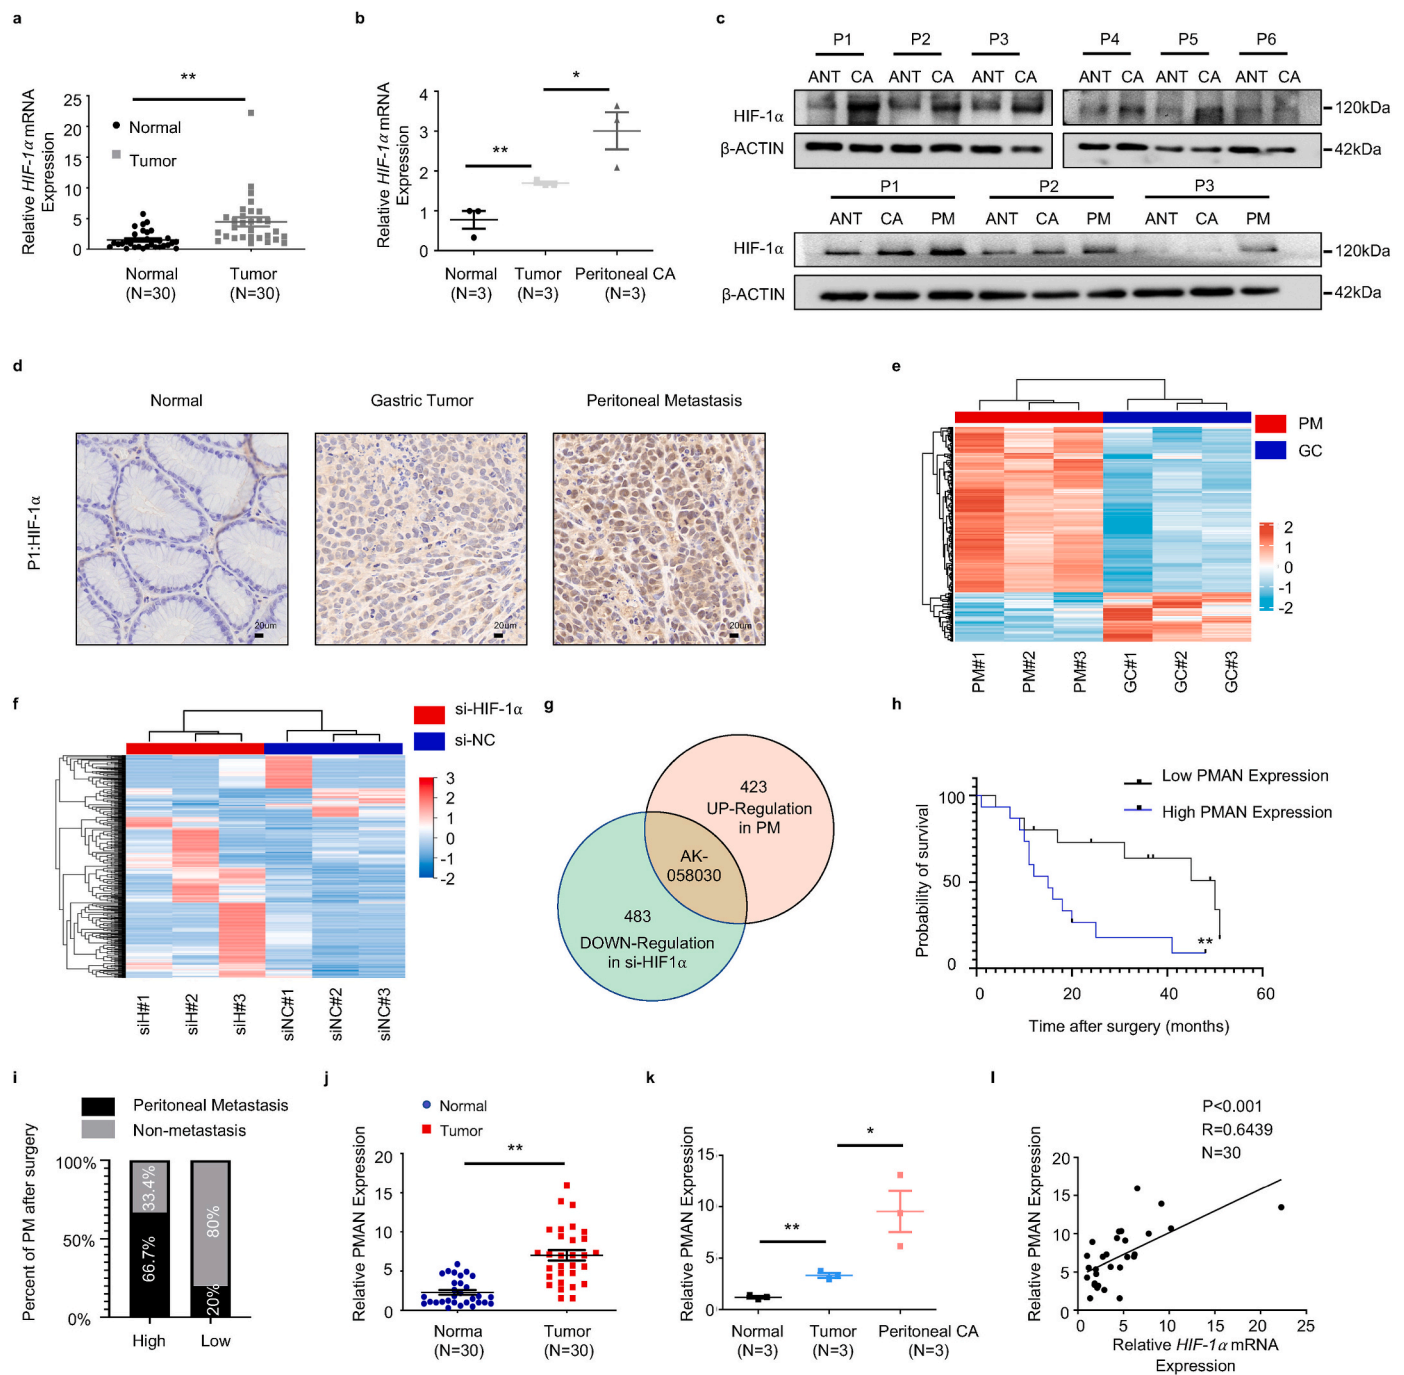 a
**
Relative HIF-1α mRNA
Expression
25
20
15
10
5
0
Normal
Tumor
Normal
(N=30)
Tumor
(N=30)
b
*
**
Relative HIF-1α mRNA
Expression
4
3
2
1
0
Normal
(N=3)
Tumor
(N=3)
Peritoneal CA
(N=3)
c
P1 P2 P3 P4 P5 P6
ANT CA ANT CA ANT CA ANT CA ANT CA ANT CA
HIF-1α
120kDa
β-ACTIN
42kDa
P1 P2 P3
ANT CA PM ANT CA PM ANT CA PM
HIF-1α
120kDa
β-ACTIN
42kDa
d
Normal
Gastric Tumor
Peritoneal Metastasis
P1:HIF-1α
20um
20um
20um
e
PM
GC
2
1
0
-1
-2
PM#1
PM#2
PM#3
GC#1
GC#2
GC#3
f
si-HIF-1α
si-NC
3
2
1
0
-1
-2
siH#1
siH#2
siH#3
siNC#1
siNC#2
siNC#3
g
423
UP-Regulation
in PM
AK-
058030
483
DOWN-Regulation
in si-HIF1α
h
Low PMAN Expression
High PMAN Expression
Probability of survival
100
50
0
**
0 20 40 60
Time after surgery (months)
i
Peritoneal Metastasis
Non-metastasis
Percent of PM after surgery
100%
50%
0%
33.4%
66.7%
80%
20%
High
Low
j
Normal
Tumor
**
Relative PMAN Expression
20
15
10
5
0
Norma
(N=30)
Tumor
(N=30)
k
*
**
Relative PMAN Expression
15
10
5
0
Normal
(N=3)
Tumor
(N=3)
Peritoneal CA
(N=3)
l
P<0.001
R=0.6439
N=30
Relative PMAN Expression
20
15
10
5
0
0 5 10 15 20 25
Relative HIF-1α mRNA
Expression